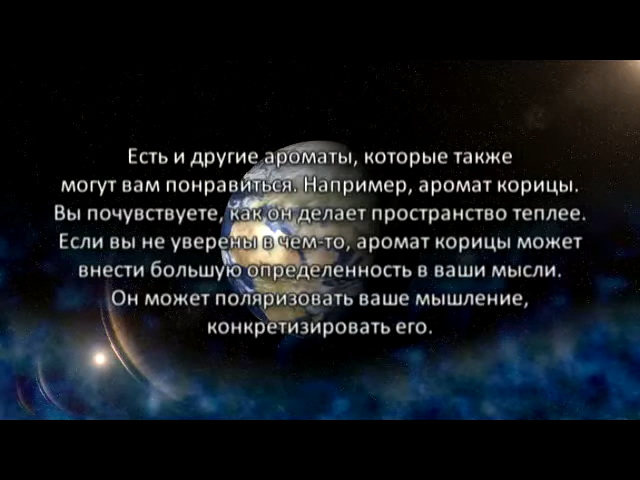 Есть и другие ароматы, которые также
могут вам понравиться. Например, аромат корицы.
Вы почувствуете, как он делает пространство теплее.
Если вы не уверены в чем-то, аромат корицы может
внести большую определенность в ваши мысли.
Он может поляризовать ваше мышление,
конкретизировать его.